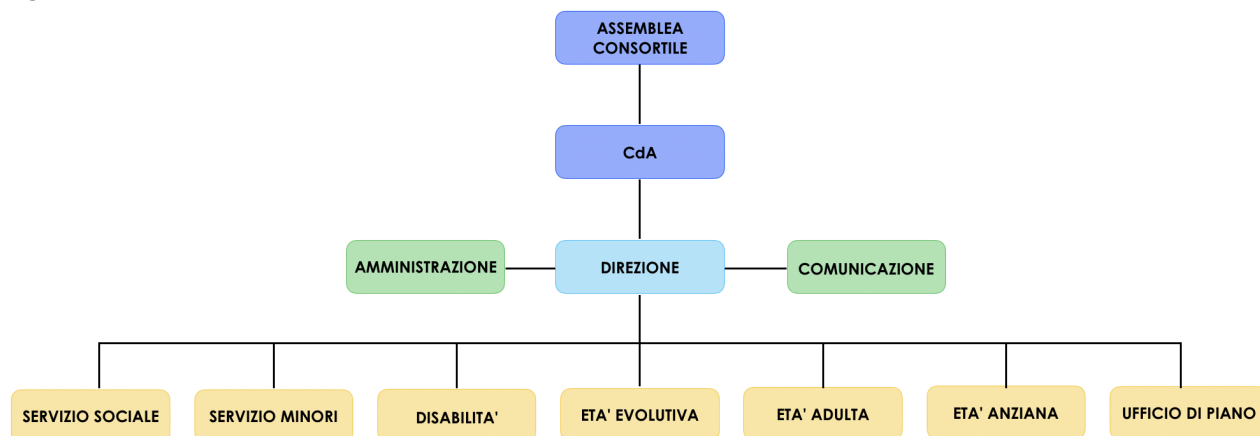 ASSEMBLEA
CONSORTILE
CdA
AMMINISTRAZIONE
DIREZIONE
COMUNICAZIONE
SERVIZIO SOCIALE
SERVIZIO MINORI
DISABILITA'
ETA' EVOLUTIVA
ETA' ADULTA
ETA' ANZIANA
UFFICIO DI PIANO